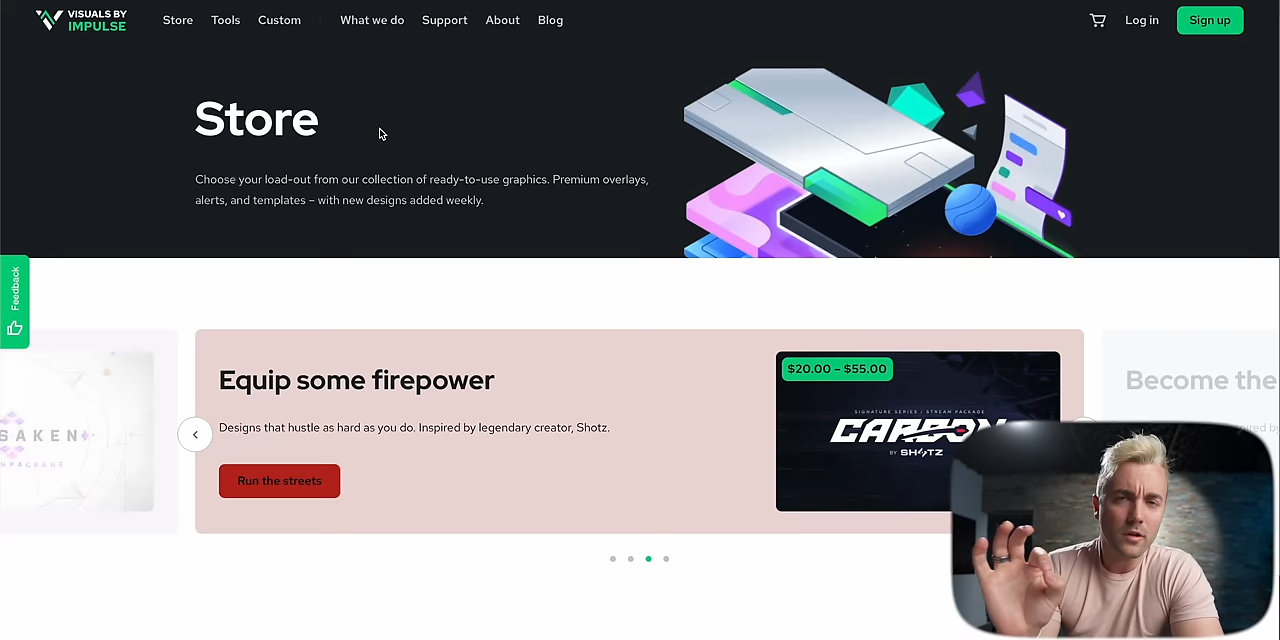 VISUALS BY
IMPULSE
Store
Tools
Custom
What we do
Support
About
Blog
Log in
Sign up
Store
Choose your load-out from our collection of ready-to-use graphics. Premium overlays,
alerts, and templates – with new designs added weekly.
Feedback
SAKEN
Equip some firepower
Designs that hustle as hard as you do. Inspired by legendary creator, Shotz.
Run the streets
$20.00 – $55.00
SIGNATURE SERIES / STREAM PACKAGE
CARBON
BY SHOTZ
Become the